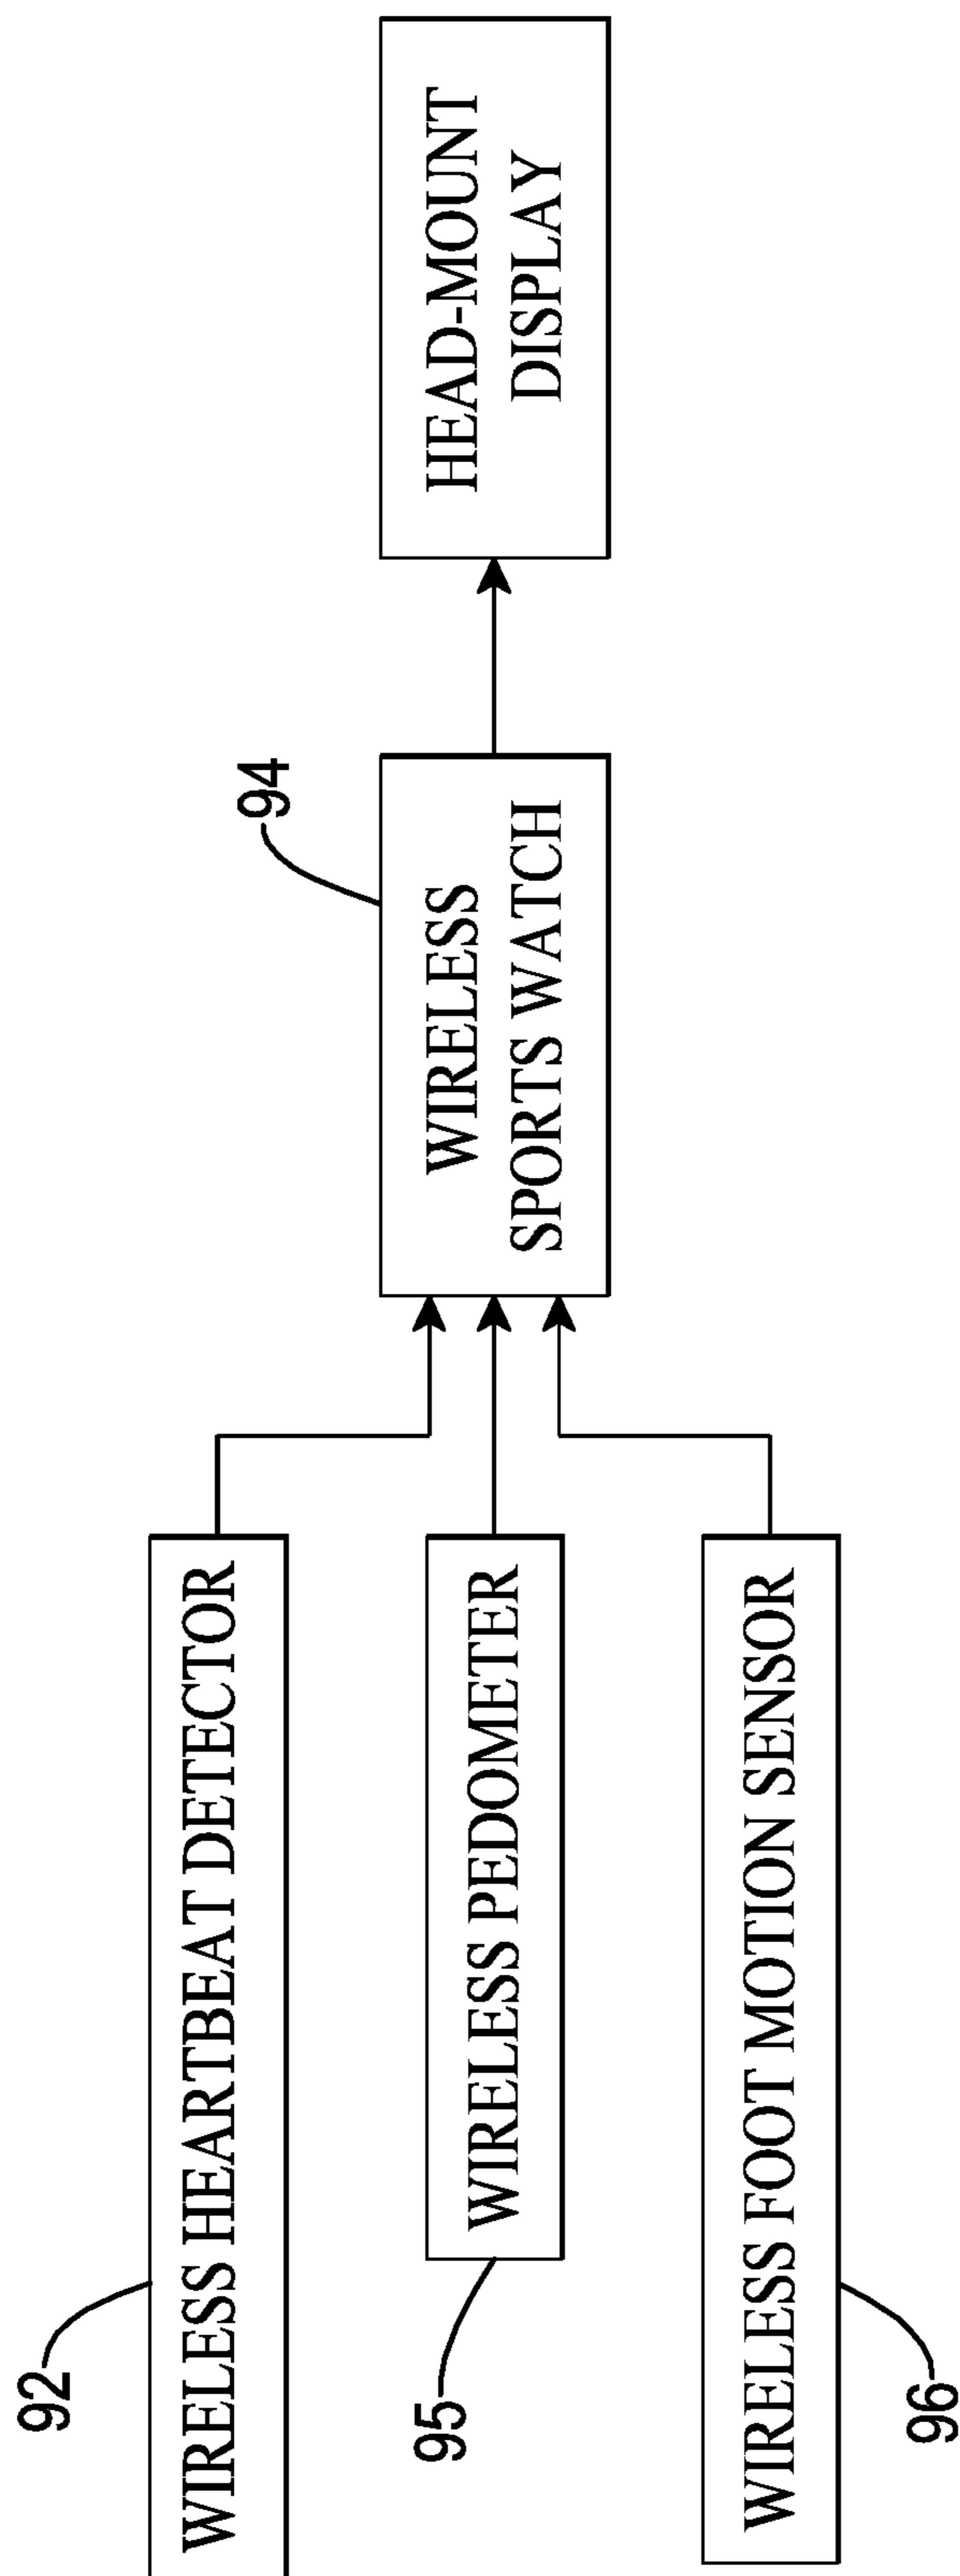 92
WIRELESS HEARTBEAT DETECTOR
95
WIRELESS PEDOMETER
96
WIRELESS FOOT MOTION SENSOR
94
WIRELESS
SPORTS WATCH
HEAD-MOUNT
DISPLAY